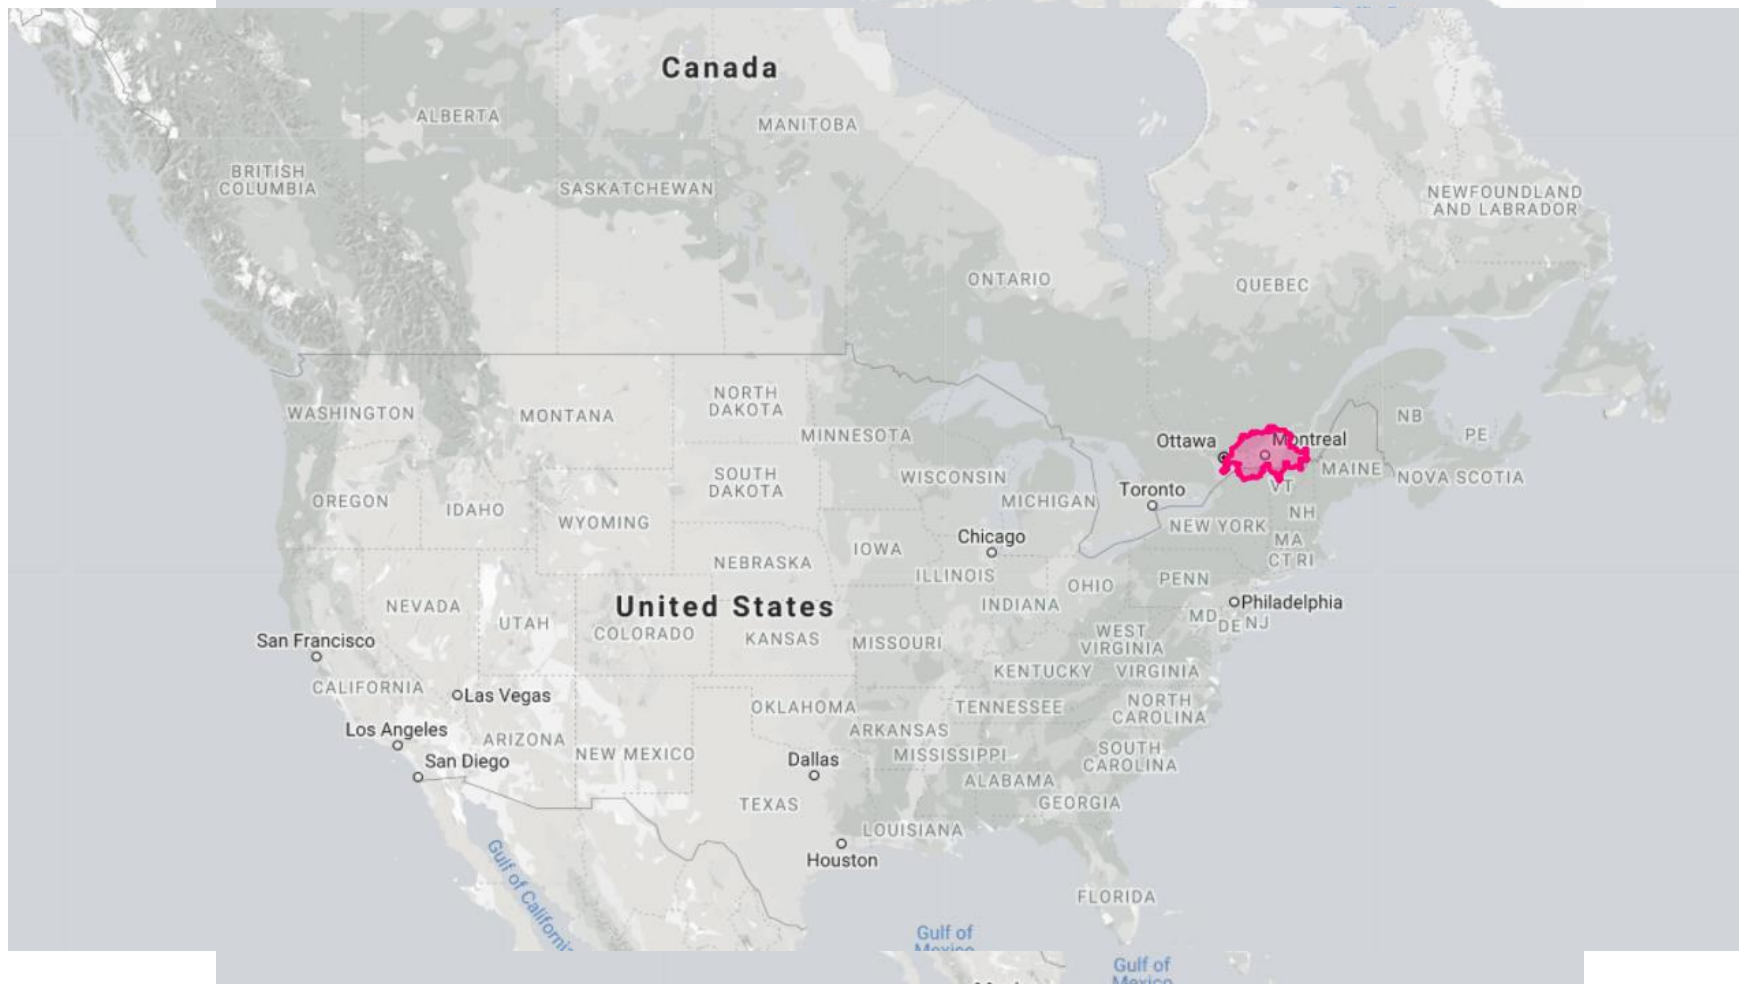 Canada
ALBERTA
MANITOBA
BRITISH
COLUMBIA
SASKATCHEWAN
NEWFOUNDLAND
AND LABRADOR
ONTARIO
QUEBEC
WASHINGTON
MONTANA
NORTH
DAKOTA
MINNESOTA
Ottawa
Montreal
NB
PE
MAINE
NOVA SCOTIA
OREGON
IDAHO
SOUTH
DAKOTA
WISCONSIN
MICHIGAN
Toronto
VT
WYOMING
NEW YORK
NH
Chicago
IOWA
MA
CT RI
NEBRASKA
ILLINOIS
OHIO
PENN
NEVADA
United States
INDIANA
Philadelphia
UTAH
COLORADO
KANSAS
MISSOURI
WEST
VIRGINIA
MD
DE
NJ
San Francisco
KENTUCKY
VIRGINIA
CALIFORNIA
Las Vegas
OKLAHOMA
TENNESSEE
NORTH
CAROLINA
Los Angeles
ARIZONA
NEW MEXICO
ARKANSAS
San Diego
Dallas
MISSISSIPPI
SOUTH
CAROLINA
ALABAMA
TEXAS
GEORGIA
LOUISIANA
Houston
Gulf of California
FLORIDA
Gulf of
Mexico
Gulf of
Mexico